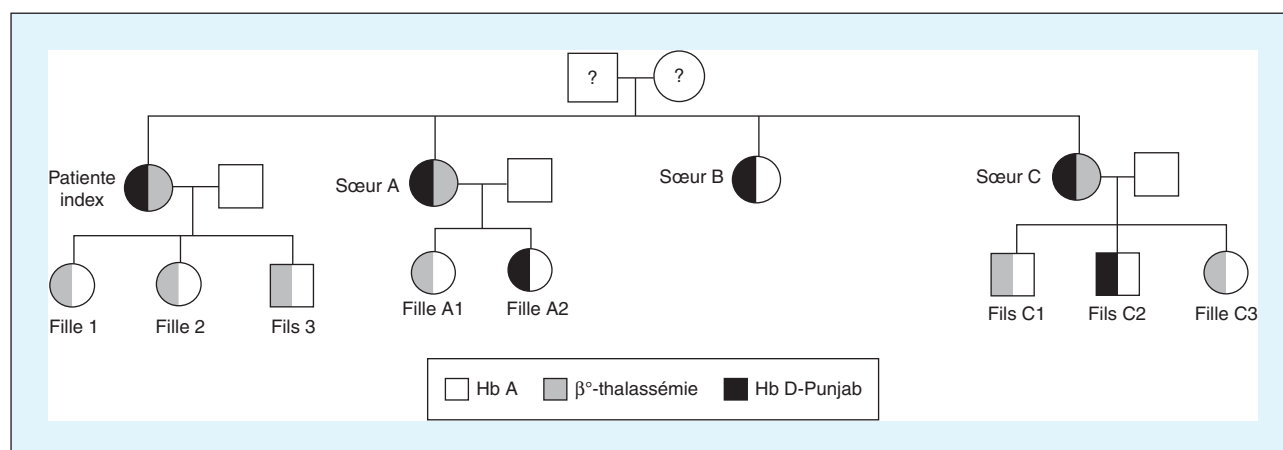 ? ?
Patiente
index
Sœur A
Sœur B
Sœur C
Fille 1
Fille 2
Fils 3
Fille A1
Fille A2
Fils C1
Fils C2
Fille C3
Hb A
β°-thalassémie
Hb D-Punjab